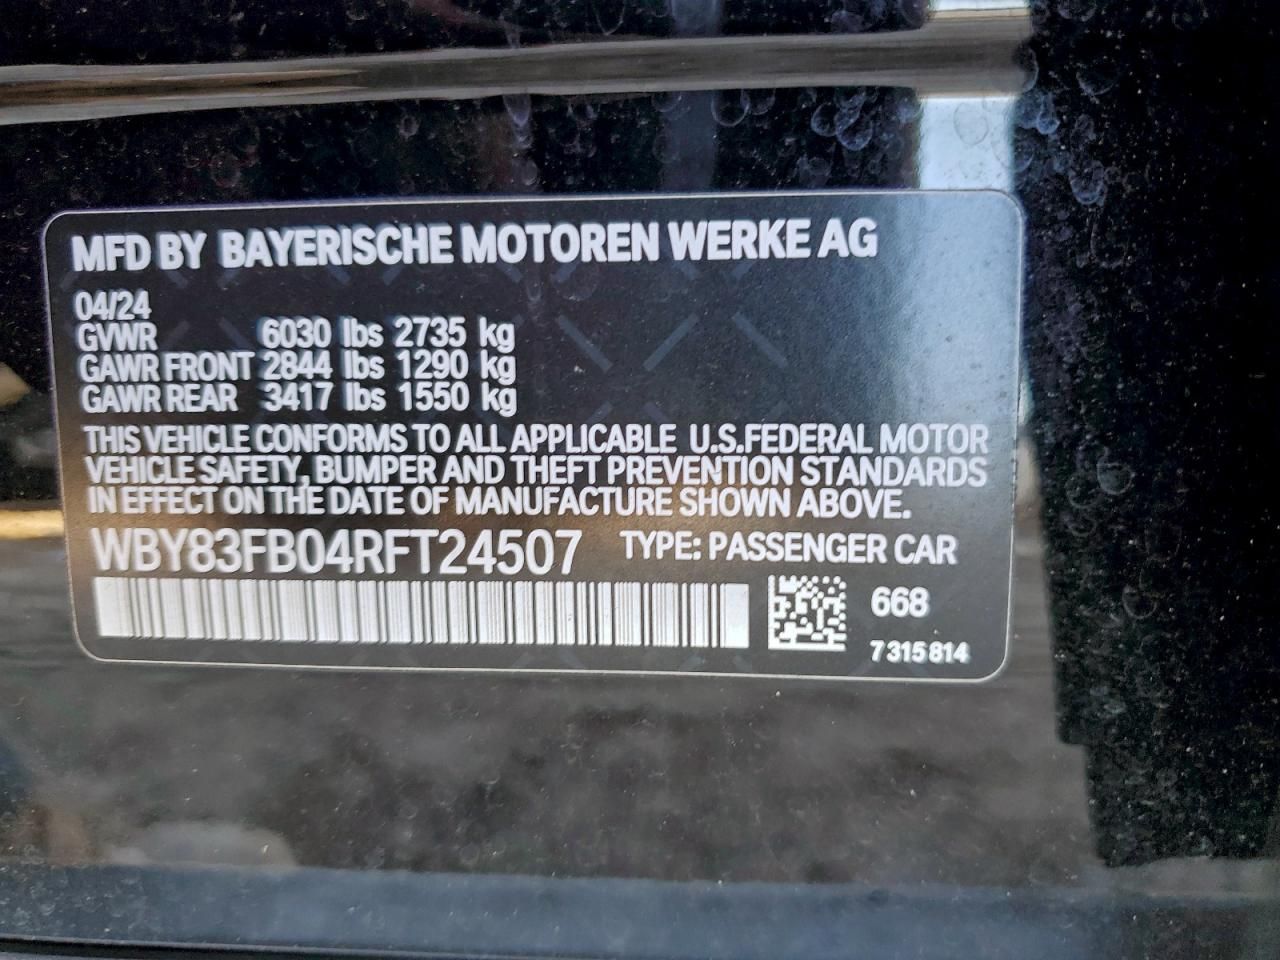 MFD BY BAYERISCHE MOTOREN WERKE AG
04/24
GVWR 6030 lbs 2735 kg
GAWR FRONT 2844 lbs 1290 kg
GAWR REAR 3417 lbs 1550 kg
THIS VEHICLE CONFORMS TO ALL APPLICABLE U.S.FEDERAL MOTOR
VEHICLE SAFETY, BUMPER AND THEFT PREVENTION STANDARDS
IN EFFECT ON THE DATE OF MANUFACTURE SHOWN ABOVE.
WBY83FB04RFT24507 TYPE: PASSENGER CAR
668
7 315 814